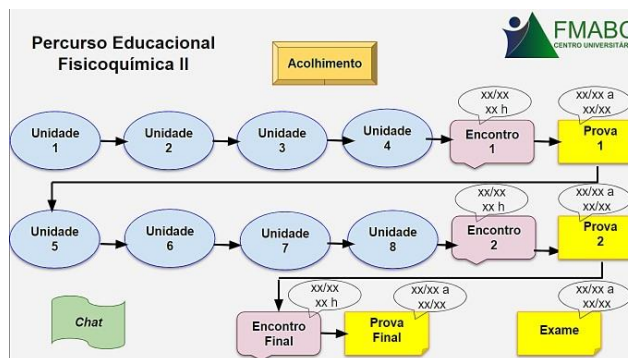 Percurso Educacional
Fisicoquímica II
Acolhimento
FMABC
CENTRO UNIVERSITÁR
xx/xx
xx h
xx/xx a
xx/xx
Unidade
1
Unidade
2
Unidade
3
Unidade
4
Encontro
1
Prova
1
xx/xx
xx h
xx/xx a
xx/xx
Unidade
5
Unidade
6
Unidade
7
Unidade
8
Encontro
2
Prova
2
xx/xx
xx h
xx/xx a
xx/xx
xx/xx a
xx/xx
Chat
Encontro
Final
Prova
Final
Exame